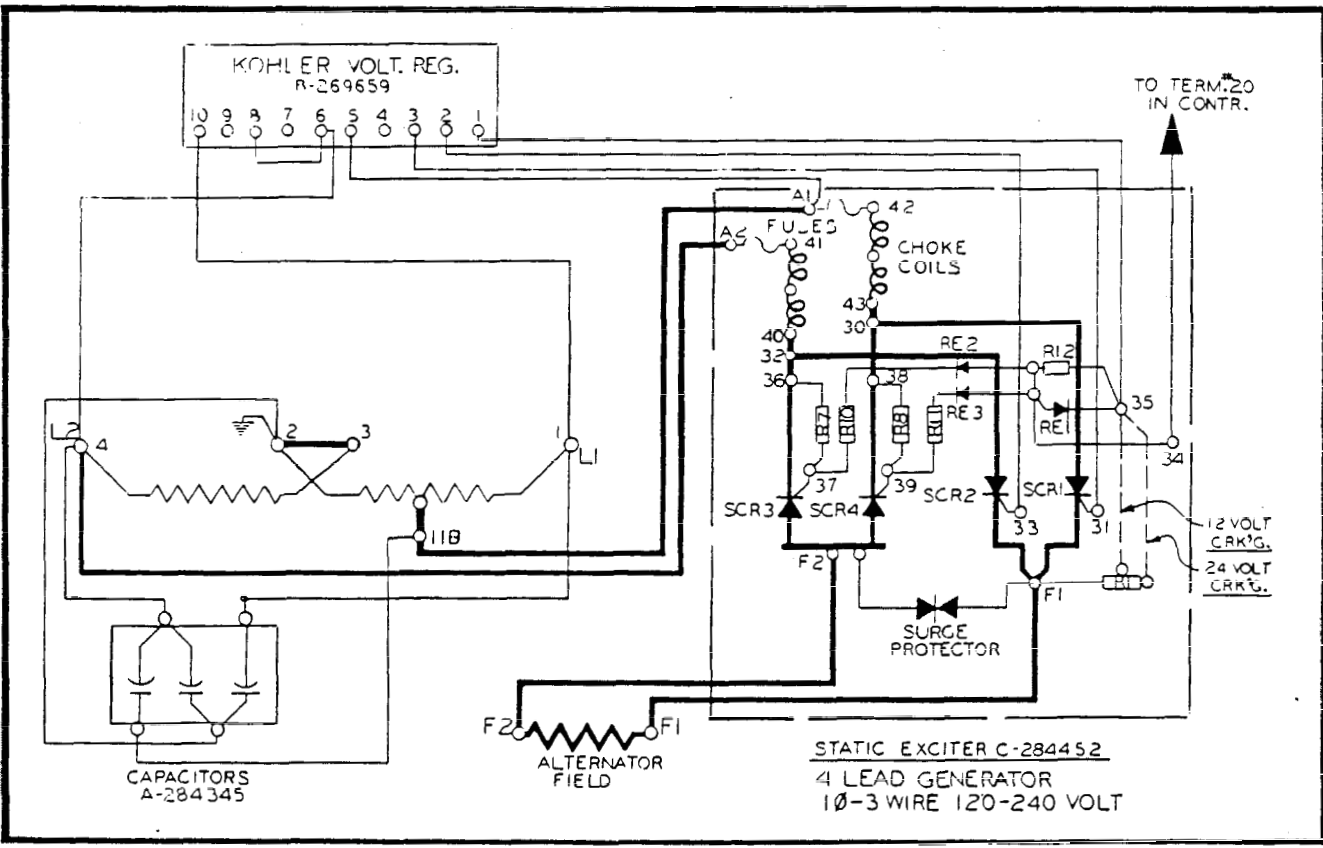 KOHLER VOLT. REG.
B-269659
10 9 8 7 6 5 4 3 2 1
TO TERM.#20
IN CONTR.
A1
42
FUSES
A2
41
CHOKE
COILS
43
30
40
32
RE2
R12
36
38
35
RE3
RE1
R7
R10
R8
R11
L2
4
2
3
1
L1
34
37
39
SCR3
SCR4
SCR2
SCR1
33
31
11B
12 VOLT
CRK'G.
24 VOLT
CRK'G.
F2
F1
R1
SURGE
PROTECTOR
F2
F1
ALTERNATOR
FIELD
CAPACITORS
A-284345
STATIC EXCITER C-284452
4 LEAD GENERATOR
1Ø-3 WIRE 120-240 VOLT